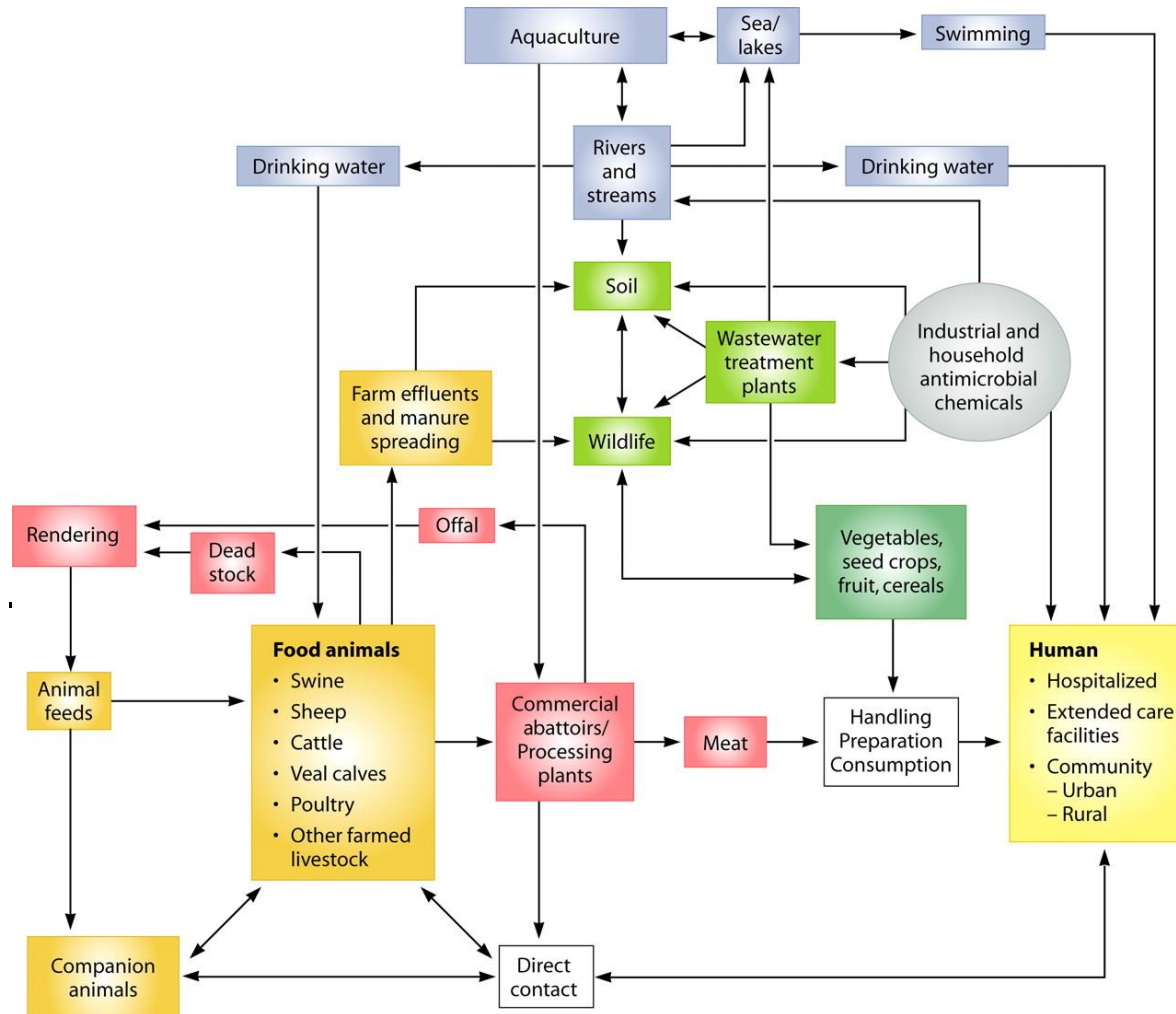 Aquaculture
Sea/
lakes
Swimming
Drinking water
Rivers
and
streams
Drinking water
Soil
Wastewater
treatment
plants
Industrial and
household
antimicrobial
chemicals
Farm effluents
and manure
spreading
Wildlife
Rendering
Dead
stock
Offal
Vegetables,
seed crops,
fruit, cereals
Animal
feeds
Food animals
• Swine
• Sheep
• Cattle
• Veal calves
• Poultry
• Other farmed
livestock
Commercial
abattoirs/
Processing
plants
Meat
Handling
Preparation
Consumption
Human
• Hospitalized
• Extended care
facilities
• Community
– Urban
– Rural
Companion
animals
Direct
contact